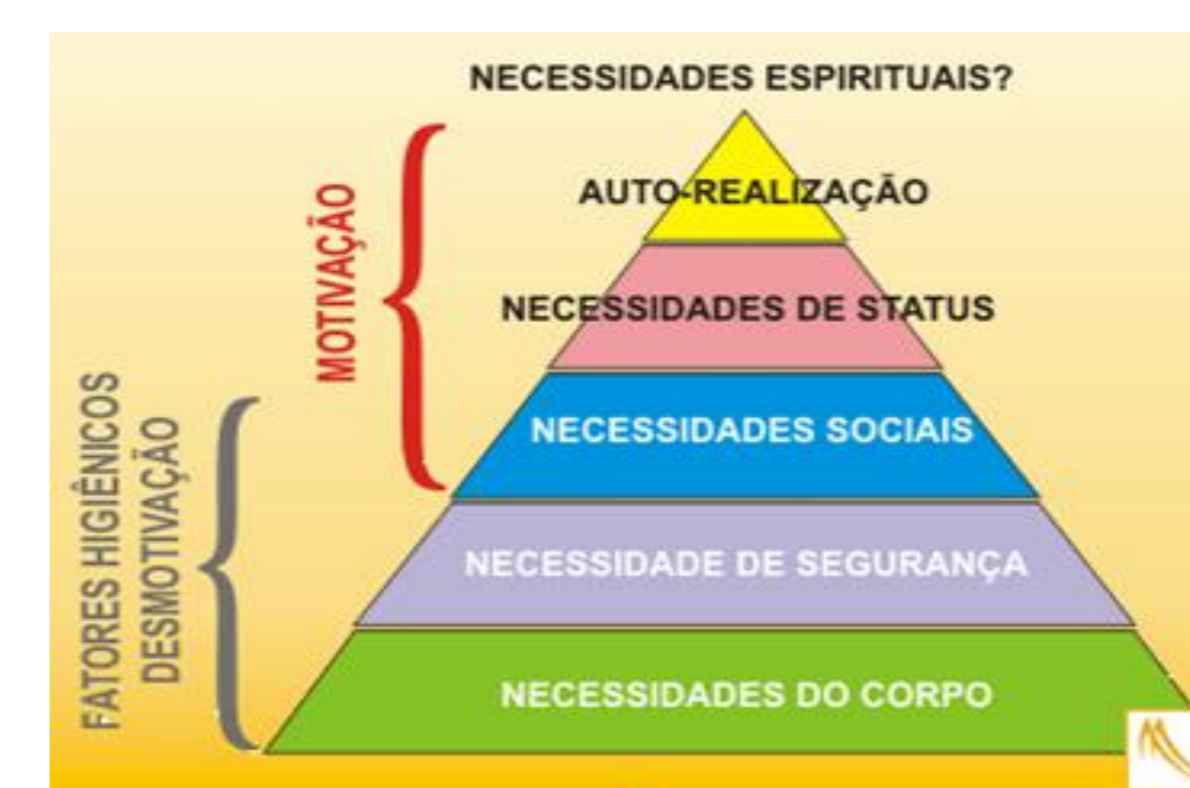 NECESSIDADES ESPIRITUAIS?
AUTO-REALIZAÇÃO
NECESSIDADES DE STATUS
NECESSIDADES SOCIAIS
NECESSIDADE DE SEGURANÇA
NECESSIDADES DO CORPO
MOTIVAÇÃO
FATORES HIGIÊNICOS
DESMOTIVAÇÃO